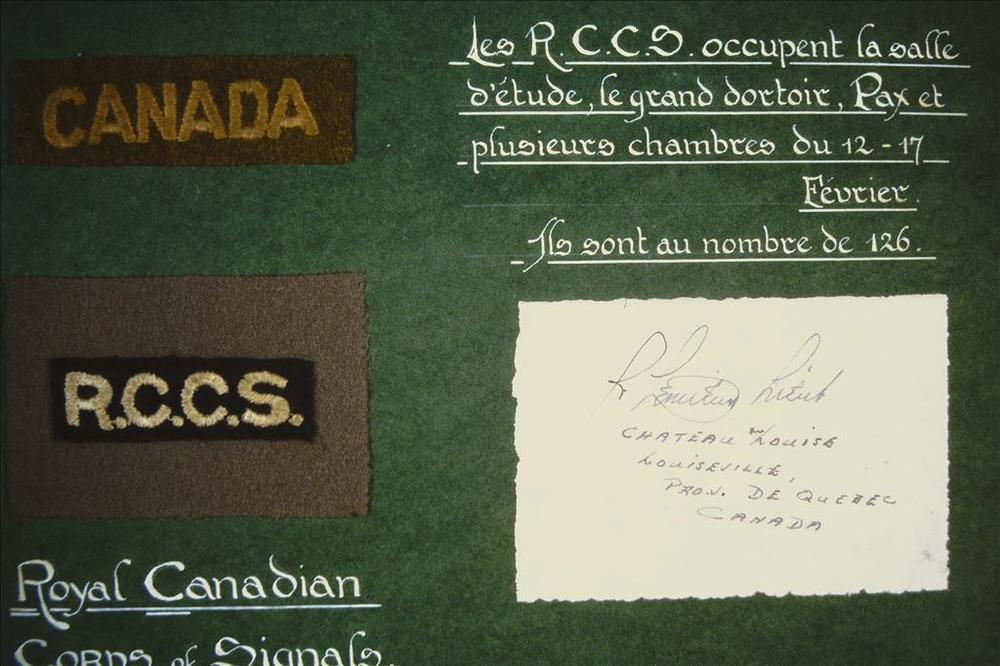 CANADA
R.C.C.S.
Royal Canadian
Corps of Signals.
Les R.C.C.S. occupent la salle
d'étude, le grand dortoir, Pax et
plusieurs chambres du 12 - 17
Février.
Ils sont au nombre de 126.
R Lieut
CHATEAU LOUISE
LOUISEVILLE,
PROV. DE QUEBEC
CANADA